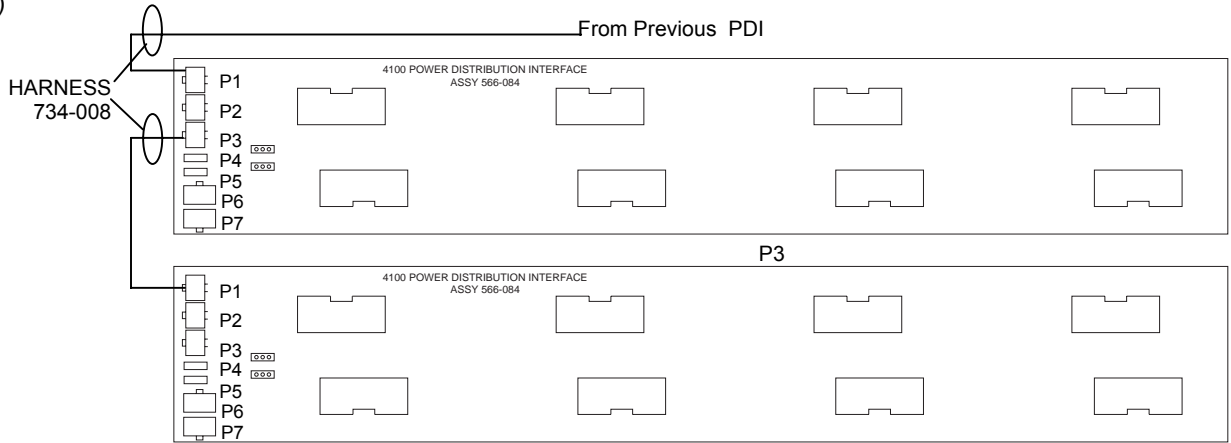 )
From Previous PDI
HARNESS
734-008
4100 POWER DISTRIBUTION INTERFACE
ASSY 566-084
P1
P2
P3
P4
P5
P6
P7
P3
4100 POWER DISTRIBUTION INTERFACE
ASSY 566-084
P1
P2
P3
P4
P5
P6
P7